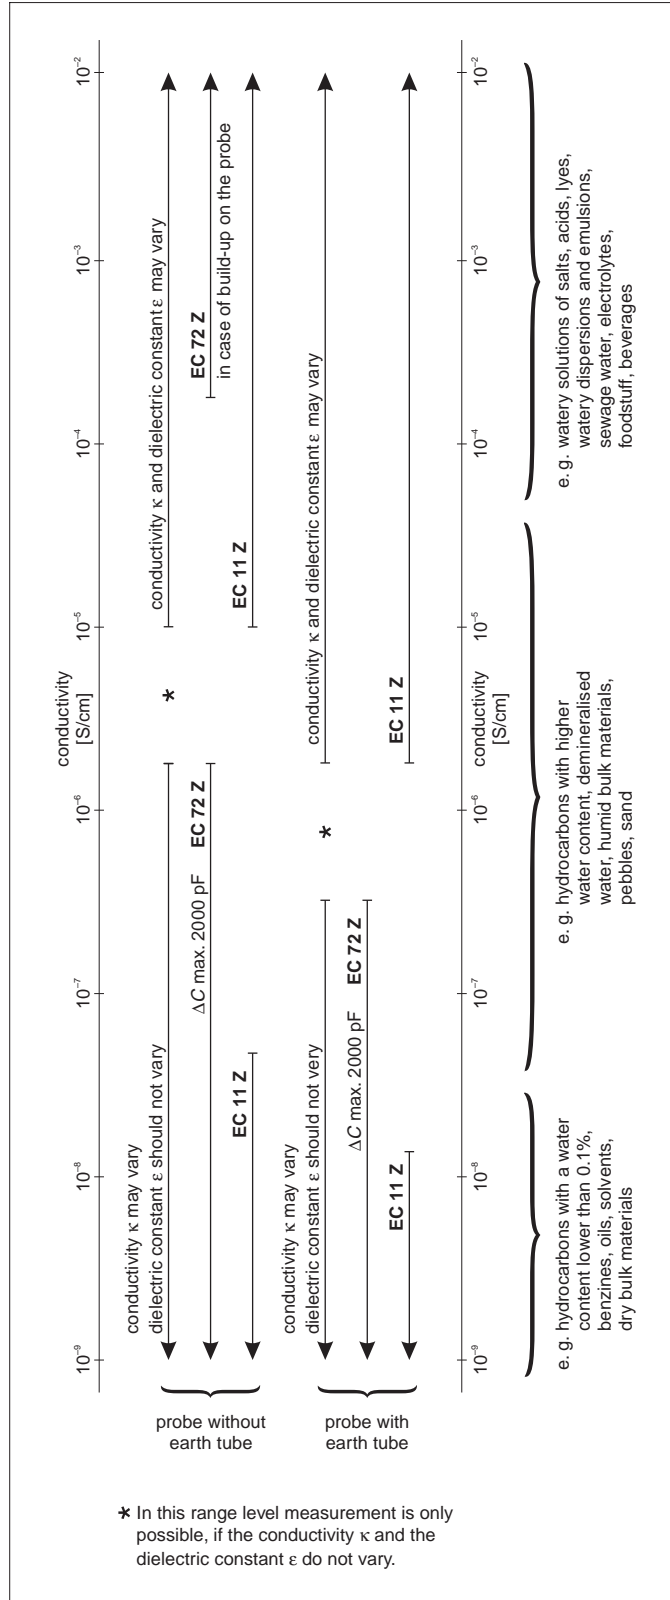 10⁻²
10⁻³
10⁻⁴
10⁻⁵
conductivity
[S/cm]
10⁻⁶
10⁻⁷
10⁻⁸
10⁻⁹
conductivity κ and dielectric constant ε may vary
EC 72 Z
in case of build-up on the probe
EC 11 Z
*
conductivity κ may vary
dielectric constant ε should not vary
ΔC max. 2000 pF EC 72 Z
EC 11 Z
probe without
earth tube
conductivity κ and dielectric constant ε may vary
EC 11 Z
*
conductivity κ may vary
dielectric constant ε should not very
ΔC max. 2000 pF EC 72 Z
EC 11 Z
probe with
earth tube
10⁻²
10⁻³
10⁻⁴
10⁻⁵
conductivity
[S/cm]
10⁻⁶
10⁻⁷
10⁻⁸
10⁻⁹
e. g. watery solutions of salts, acids, lyes,
watery dispersions and emulsions,
sewage water, electrolytes,
foodstuff, beverages
e. g. hydrocarbons with higher
water content, demineralised
water, humid bulk materials,
pebbles, sand
e. g. hydrocarbons with a water
content lower than 0.1%,
benzines, oils, solvents,
dry bulk materials
* In this range level measurement is only
possible, if the conductivity κ and the
dielectric constant ε do not vary.